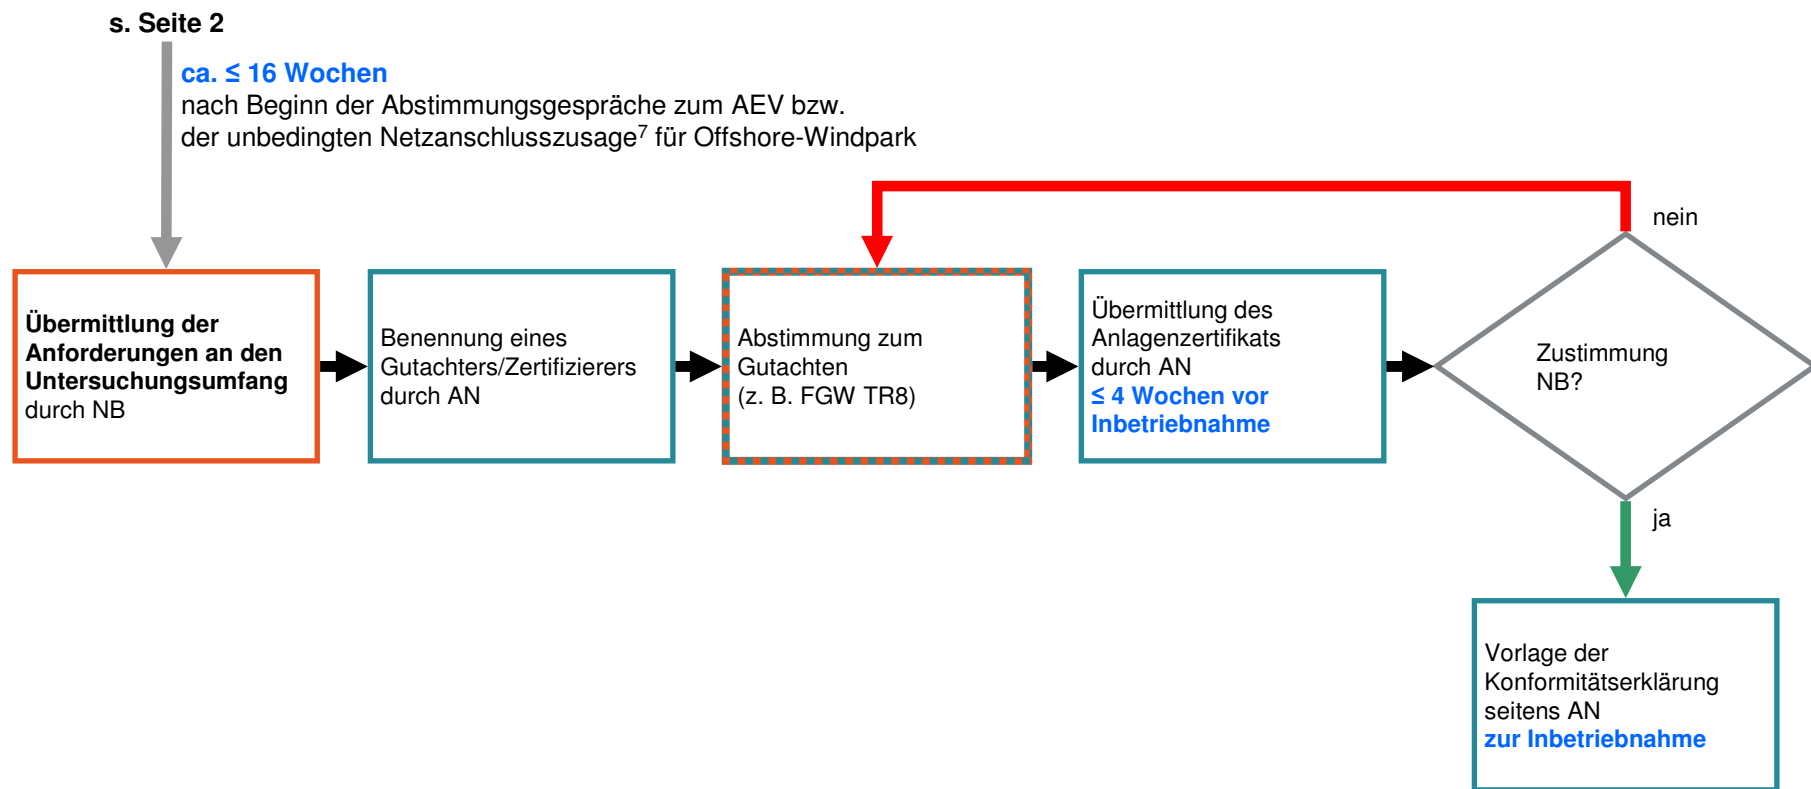 s. Seite 2
ca. ≤ 16 Wochen
nach Beginn der Abstimmungsgespräche zum AEV bzw.
der unbedingten Netzanschlusszusage⁷ für Offshore-Windpark
Übermittlung der
Anforderungen an den
Untersuchungsumfang
durch NB
Benennung eines
Gutachters/Zertifizierers
durch AN
Abstimmung zum
Gutachten
(z. B. FGW TR8)
Übermittlung des
Anlagenzertifikats
durch AN
≤ 4 Wochen vor
Inbetriebnahme
Zustimmung
NB?
nein
ja
Vorlage der
Konformitätserklärung
seitens AN
zur Inbetriebnahme